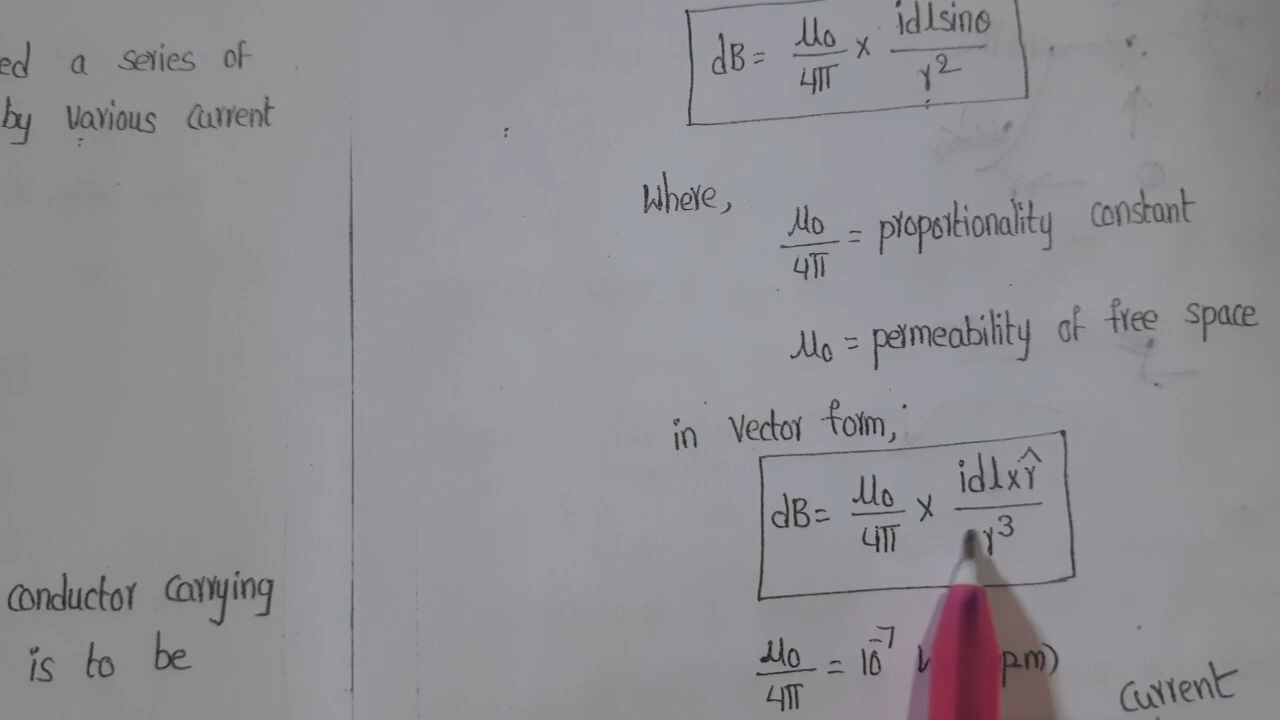 ed a series of
by various current
conductor carrying
is to be
dB = μ0/4π × idlsinθ/r²
Where,
μ0/4π = proportionality constant
μ0 = permeability of free space
in vector form,
dB = μ0/4π × idl×r̂/r³
μ0/4π = 10⁻⁷
current